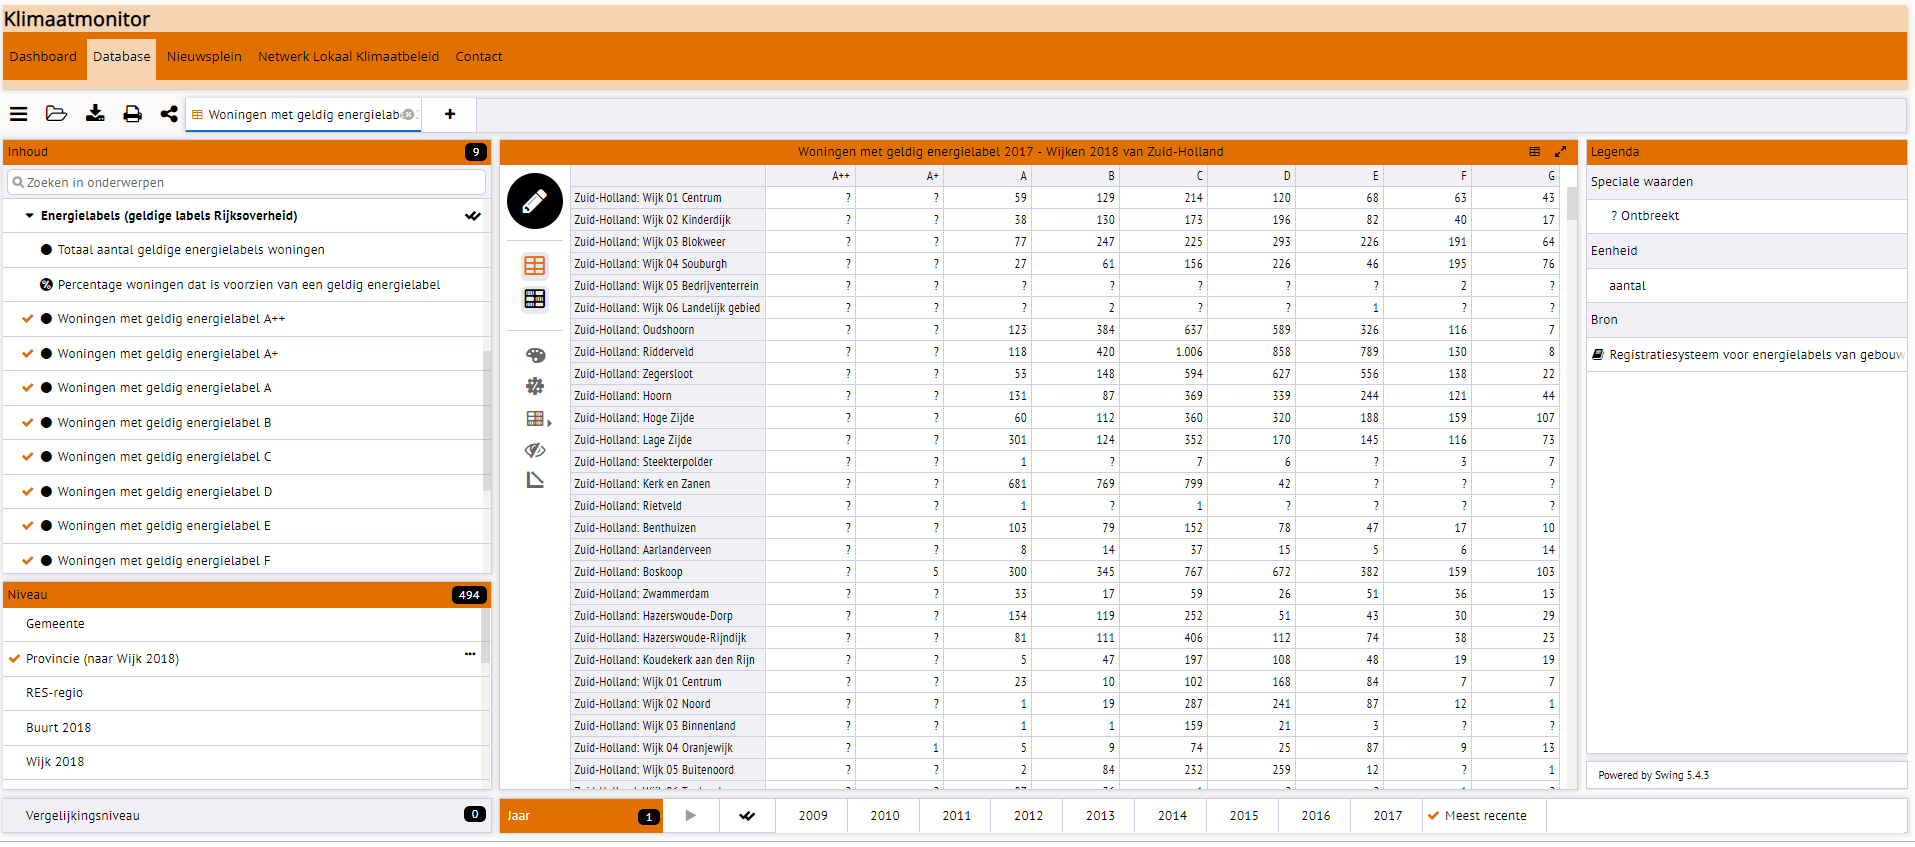 Klimaatmonitor
Dashboard Database Nieuwsplein Netwerk Lokaal Klimaatbeleid Contact
Woningen met geldig energielabe
+
Inhoud 9
Zoeken in onderwerpen
Energielabels (geldige labels Rijksoverheid)
Totaal aantal geldige energielabels woningen
Percentage woningen dat is voorzien van een geldig energielabel
Woningen met geldig energielabel A++
Woningen met geldig energielabel A+
Woningen met geldig energielabel A
Woningen met geldig energielabel B
Woningen met geldig energielabel C
Woningen met geldig energielabel D
Woningen met geldig energielabel E
Woningen met geldig energielabel F
Niveau 494
Gemeente
Provincie (naar Wijk 2018) ...
RES-regio
Buurt 2018
Wijk 2018
Vergelijkingsniveau 0
Woningen met geldig energielabel 2017 - Wijken 2018 van Zuid-Holland
A++ A+ A B C D E F G
Zuid-Holland: Wijk 01 Centrum ? ? 59 129 214 120 68 63 43
Zuid-Holland: Wijk 02 Kinderdijk ? ? 38 130 173 196 82 40 17
Zuid-Holland: Wijk 03 Blokweer ? ? 77 247 225 293 226 191 64
Zuid-Holland: Wijk 04 Souburgh ? ? 27 61 156 226 46 195 76
Zuid-Holland: Wijk 05 Bedrijventerrein ? ? ? ? ? ? ? 2 ?
Zuid-Holland: Wijk 06 Landelijk gebied ? ? ? 2 ? ? 1 ? ?
Zuid-Holland: Oudshoorn ? ? 123 384 637 589 326 116 7
Zuid-Holland: Ridderveld ? ? 118 420 1.006 858 789 130 8
Zuid-Holland: Zegersloot ? ? 53 148 594 627 556 138 22
Zuid-Holland: Hoorn ? ? 131 87 369 339 244 121 44
Zuid-Holland: Hoge Zijde ? ? 60 112 360 320 188 159 107
Zuid-Holland: Lage Zijde ? ? 301 124 352 170 145 116 73
Zuid-Holland: Steekterpolder ? ? 1 ? 7 6 ? 3 7
Zuid-Holland: Kerk en Zanen ? ? 681 769 799 42 ? ? ?
Zuid-Holland: Rietveld ? ? 1 ? 1 ? ? ? ?
Zuid-Holland: Benthuizen ? ? 103 79 152 78 47 17 10
Zuid-Holland: Aarlanderveen ? ? 8 14 37 15 5 6 14
Zuid-Holland: Boskoop ? 5 300 345 767 672 382 159 103
Zuid-Holland: Zwammerdam ? ? 33 17 59 26 51 36 13
Zuid-Holland: Hazerswoude-Dorp ? ? 134 119 252 51 43 30 29
Zuid-Holland: Hazerswoude-Rijndijk ? ? 81 111 406 112 74 38 23
Zuid-Holland: Koudekerk aan den Rijn ? ? 5 47 197 108 48 19 19
Zuid-Holland: Wijk 01 Centrum ? ? 23 10 102 168 84 7 7
Zuid-Holland: Wijk 02 Noord ? ? 1 19 287 241 87 12 1
Zuid-Holland: Wijk 03 Binnenland ? ? 1 1 159 21 3 ? ?
Zuid-Holland: Wijk 04 Oranjewijk ? 1 5 9 74 25 87 9 13
Zuid-Holland: Wijk 05 Buitenoord ? ? 2 84 232 259 12 ? 1
Jaar 1 2009 2010 2011 2012 2013 2014 2015 2016 2017 Meest recente
Legenda
Speciale waarden
? Ontbreekt
Eenheid
aantal
Bron
Registratiesysteem voor energielabels van gebouw
Powered by Swing 5.4.3